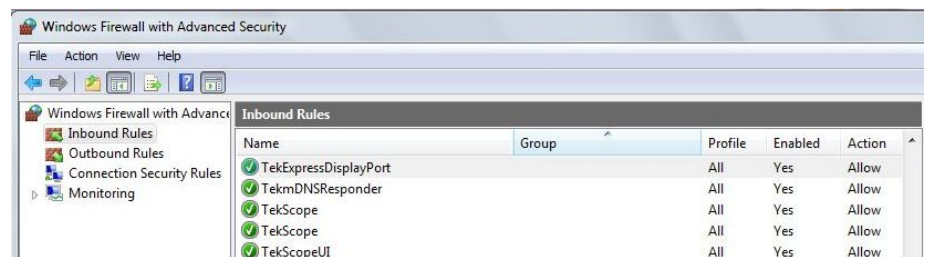 Windows Firewall with Advanced Security
File Action View Help
Windows Firewall with Advance
Inbound Rules
Outbound Rules
Connection Security Rules
Monitoring
Inbound Rules
Name Group Profile Enabled Action
TekExpressDisplayPort All Yes Allow
TekmDNSResponder All Yes Allow
TekScope All Yes Allow
TekScope All Yes Allow
TekScopeUI All Yes Allow